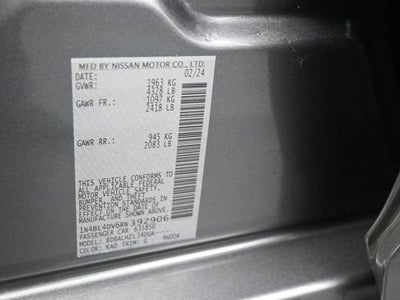 MFD BY NISSAN MOTOR CO., LTD.
DATE: 02/24
GVWR: 1963 KG
4328 LB
GAWR FR: 1097 KG
2418 LB
GAWR RR: 945 KG
2083 LB
THIS VEHICLE CONFORMS TO
ALL APPLICABLE FEDERAL
MOTOR VEHICLE SAFETY,
BUMPER, AND THEFT
PREVENTION STANDARDS
IN EFFECT ON THE DATE OF
MANUFACTURE SHOWN ABOVE.
1N4BL4DV6RN392906
PASSENGER CAR 63S85D
MODEL: BDBALHZL34DUA-----
COLOR: KAD TRIM: G 9N00A